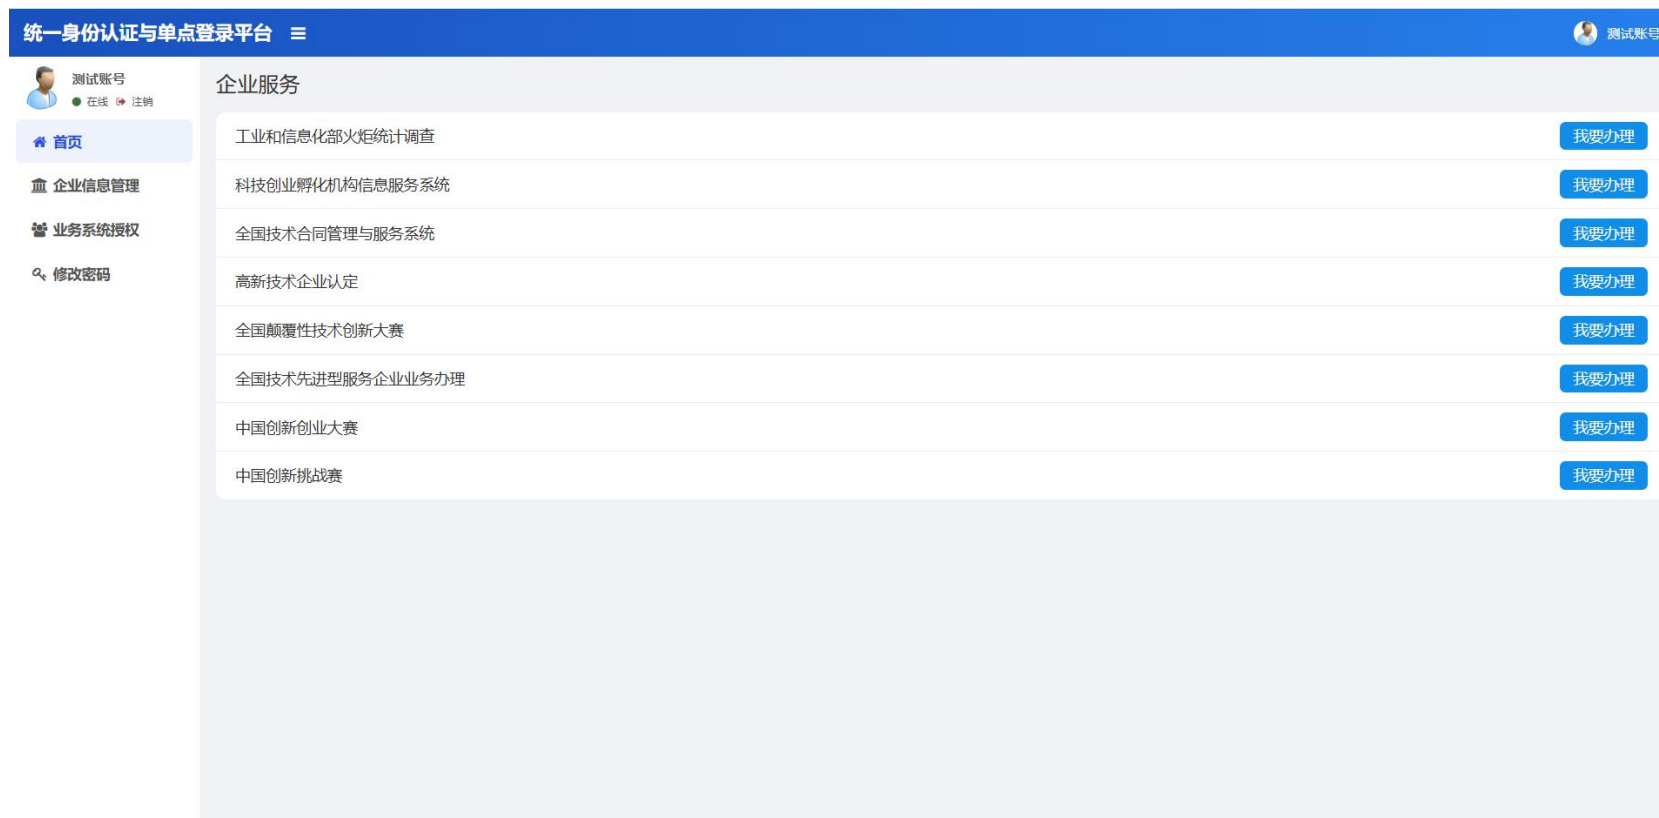 统一身份认证与单点登录平台
测试账号
测试账号
在线 注销
首页
企业信息管理
业务系统授权
修改密码
企业服务
工业和信息化部火炬统计调查 我要办理
科技创业孵化机构信息服务系统 我要办理
全国技术合同管理与服务系统 我要办理
高新技术企业认定 我要办理
全国颠覆性技术创新大赛 我要办理
全国技术先进型服务企业业务办理 我要办理
中国创新创业大赛 我要办理
中国创新挑战赛 我要办理